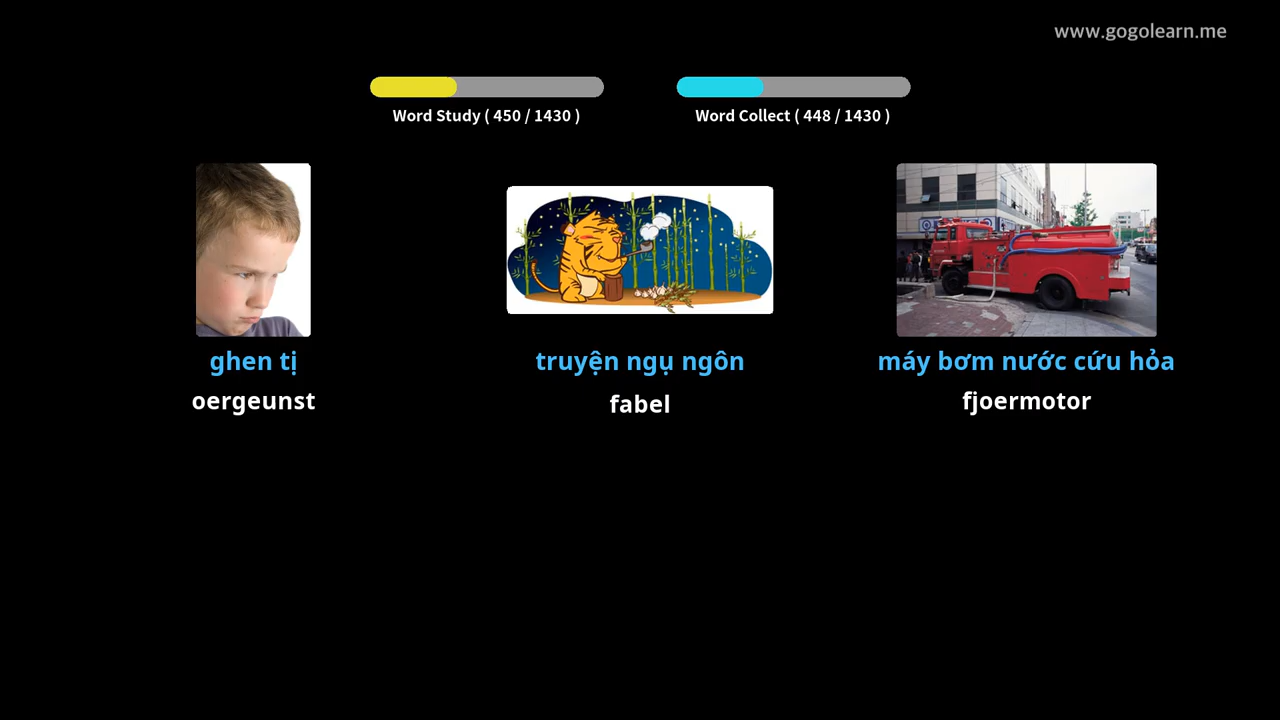 www.gogolearn.me
Word Study ( 450 / 1430 )
Word Collect ( 448 / 1430 )
ghen tị
truyện ngụ ngôn
máy bơm nước cứu hỏa
oergeunst
fabel
fjoermotor